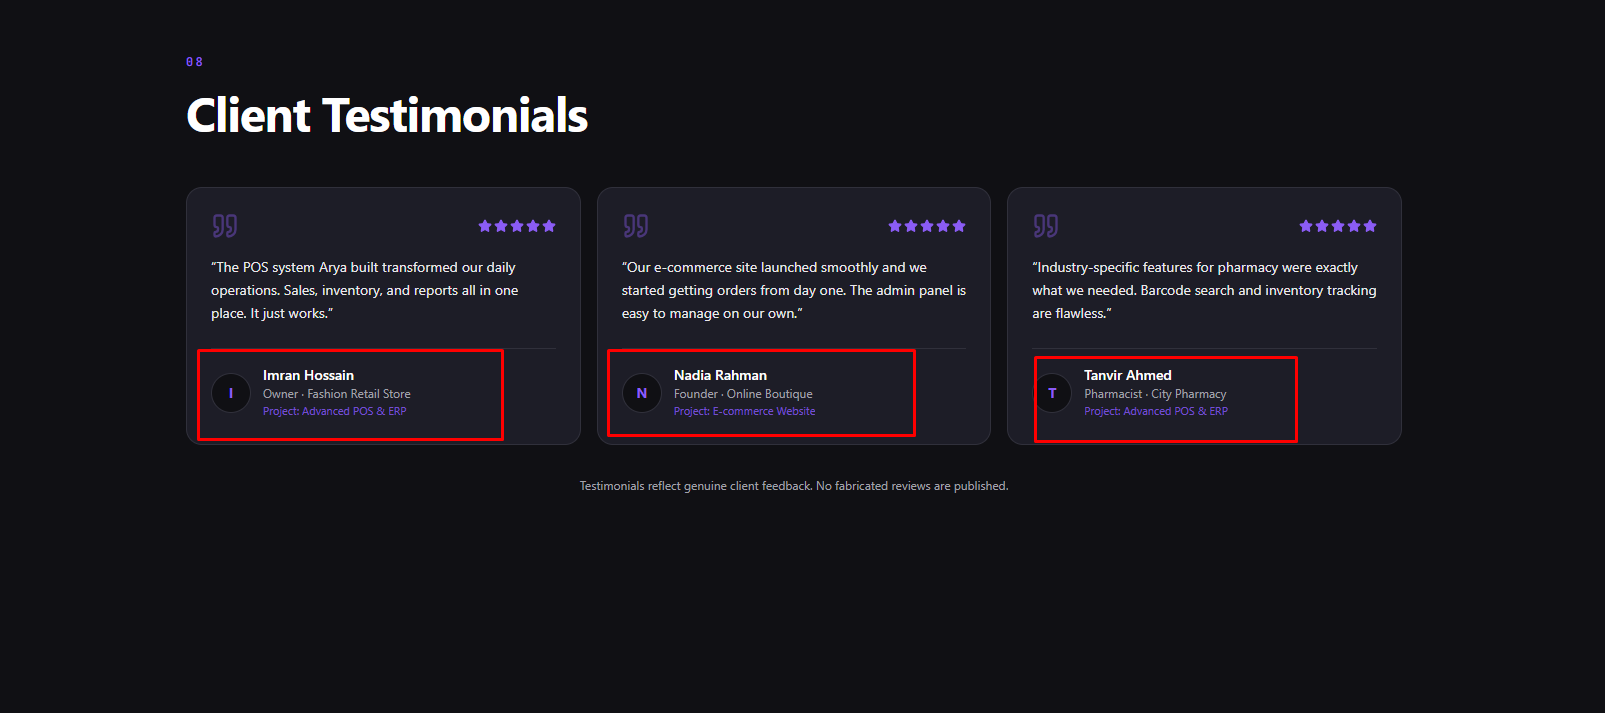 08
Client Testimonials
“The POS system Arya built transformed our daily
operations. Sales, inventory, and reports all in one
place. It just works.”
I
Imran Hossain
Owner · Fashion Retail Store
Project: Advanced POS & ERP
“Our e-commerce site launched smoothly and we
started getting orders from day one. The admin panel is
easy to manage on our own.”
N
Nadia Rahman
Founder · Online Boutique
Project: E-commerce Website
“Industry-specific features for pharmacy were exactly
what we needed. Barcode search and inventory tracking
are flawless.”
T
Tanvir Ahmed
Pharmacist · City Pharmacy
Project: Advanced POS & ERP
Testimonials reflect genuine client feedback. No fabricated reviews are published.